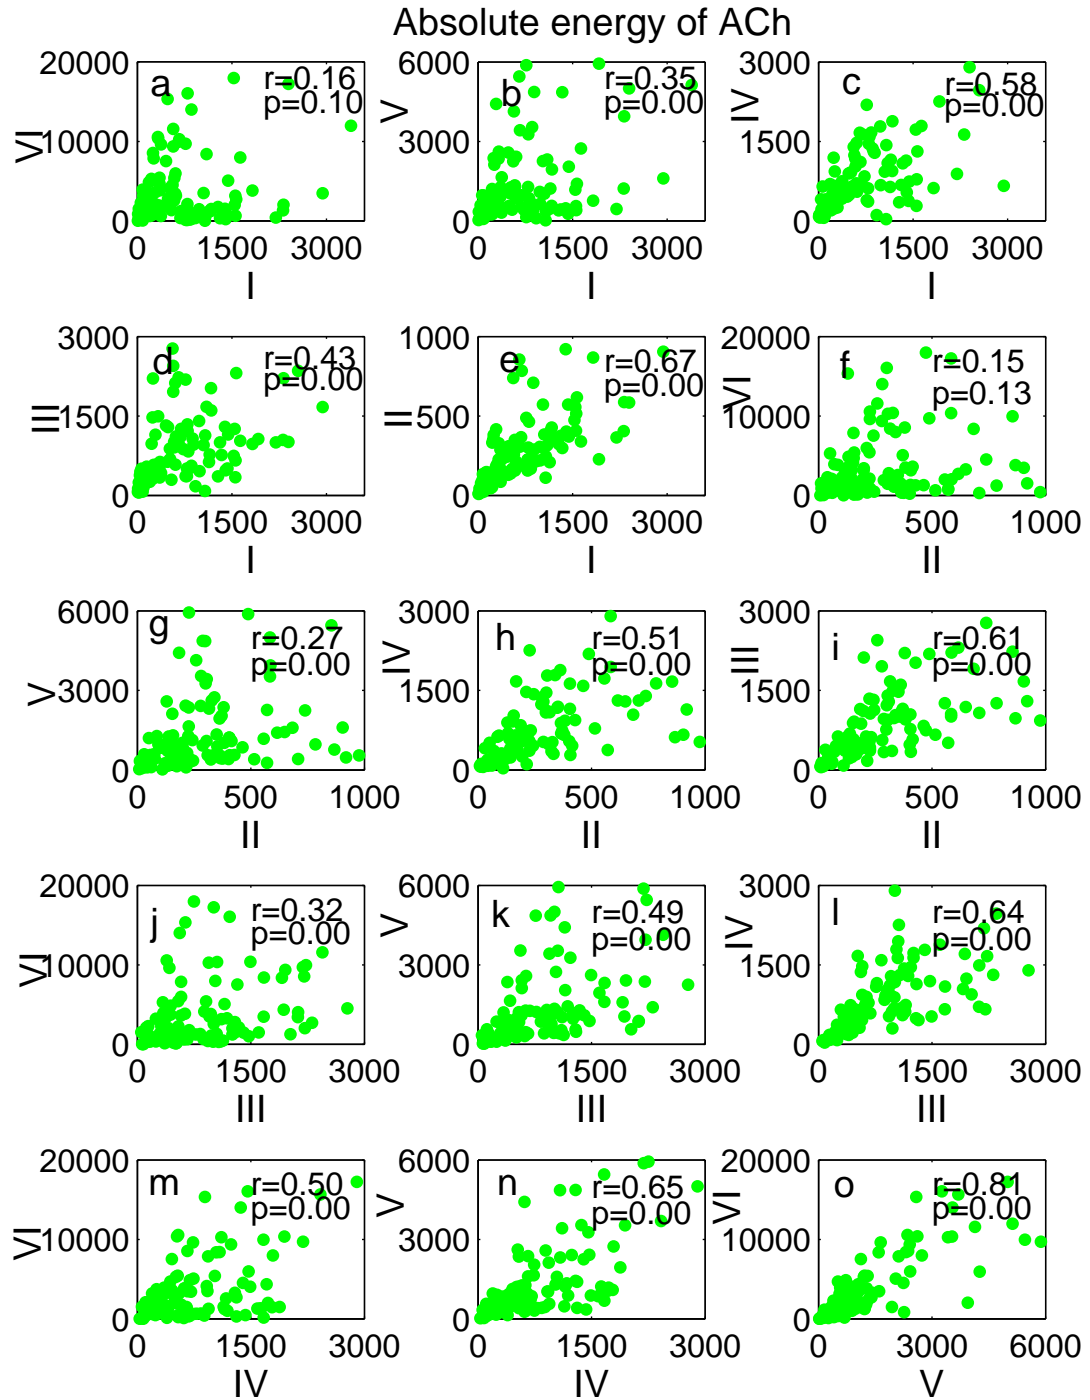 Absolute energy of ACh
20000
10000
0
VI
a
r=0.16
p=0.10
0 1500 3000
I
6000
3000
0
V
b
r=0.35
p=0.00
0 1500 3000
I
3000
1500
0
IV
c
r=0.58
p=0.00
0 1500 3000
I
3000
1500
0
III
d
r=0.43
p=0.00
0 1500 3000
I
1000
500
0
II
e
r=0.67
p=0.00
0 1500 3000
I
20000
10000
0
VI
f
r=0.15
p=0.13
0 500 1000
II
6000
3000
0
V
g
r=0.27
p=0.00
0 500 1000
II
3000
1500
0
IV
h
r=0.51
p=0.00
0 500 1000
II
3000
1500
0
III
i
r=0.61
p=0.00
0 500 1000
II
20000
10000
0
VI
j
r=0.32
p=0.00
0 1500 3000
III
6000
3000
0
V
k
r=0.49
p=0.00
0 1500 3000
III
3000
1500
0
IV
l
r=0.64
p=0.00
0 1500 3000
III
20000
10000
0
VI
m
r=0.50
p=0.00
0 1500 3000
IV
6000
3000
0
V
n
r=0.65
p=0.00
0 1500 3000
IV
20000
10000
0
VI
o
r=0.81
p=0.00
0 3000 6000
V